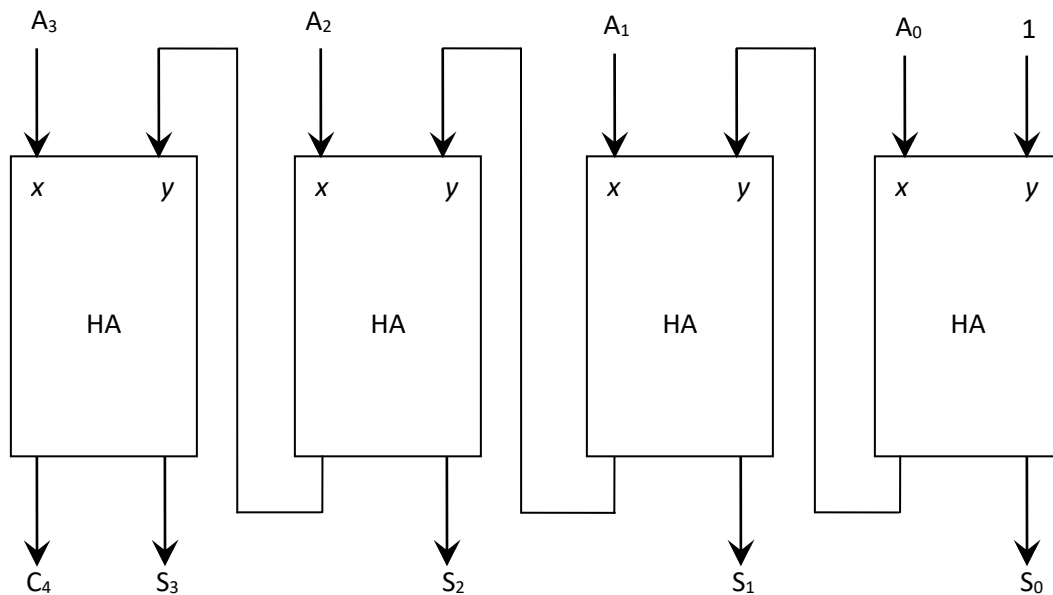 A₃ A₂ A₁ A₀ 1
x y x y x y x y
HA HA HA HA
C₄ S₃ S₂ S₁ S₀